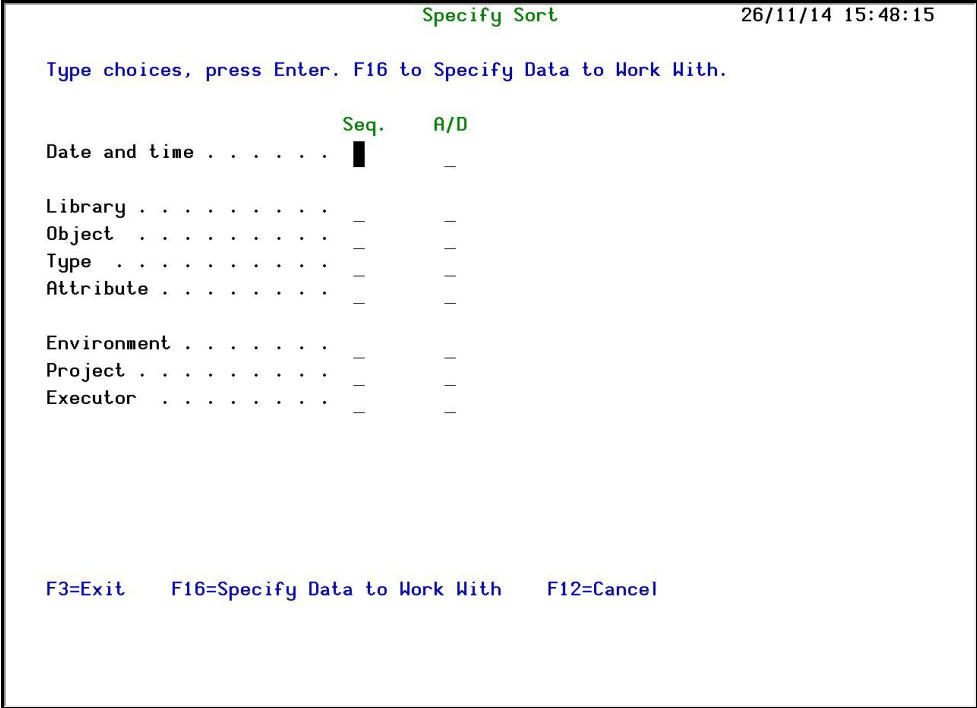 Specify Sort 26/11/14 15:48:15
Type choices, press Enter. F16 to Specify Data to Work With.
Seq. A/D
Date and time . . . . . . _
Library . . . . . . . . . _ _
Object . . . . . . . . . _ _
Type . . . . . . . . . . _ _
Attribute . . . . . . . . _ _
Environment . . . . . . . _ _
Project . . . . . . . . . _ _
Executor . . . . . . . . _ _
F3=Exit F16=Specify Data to Work With F12=Cancel